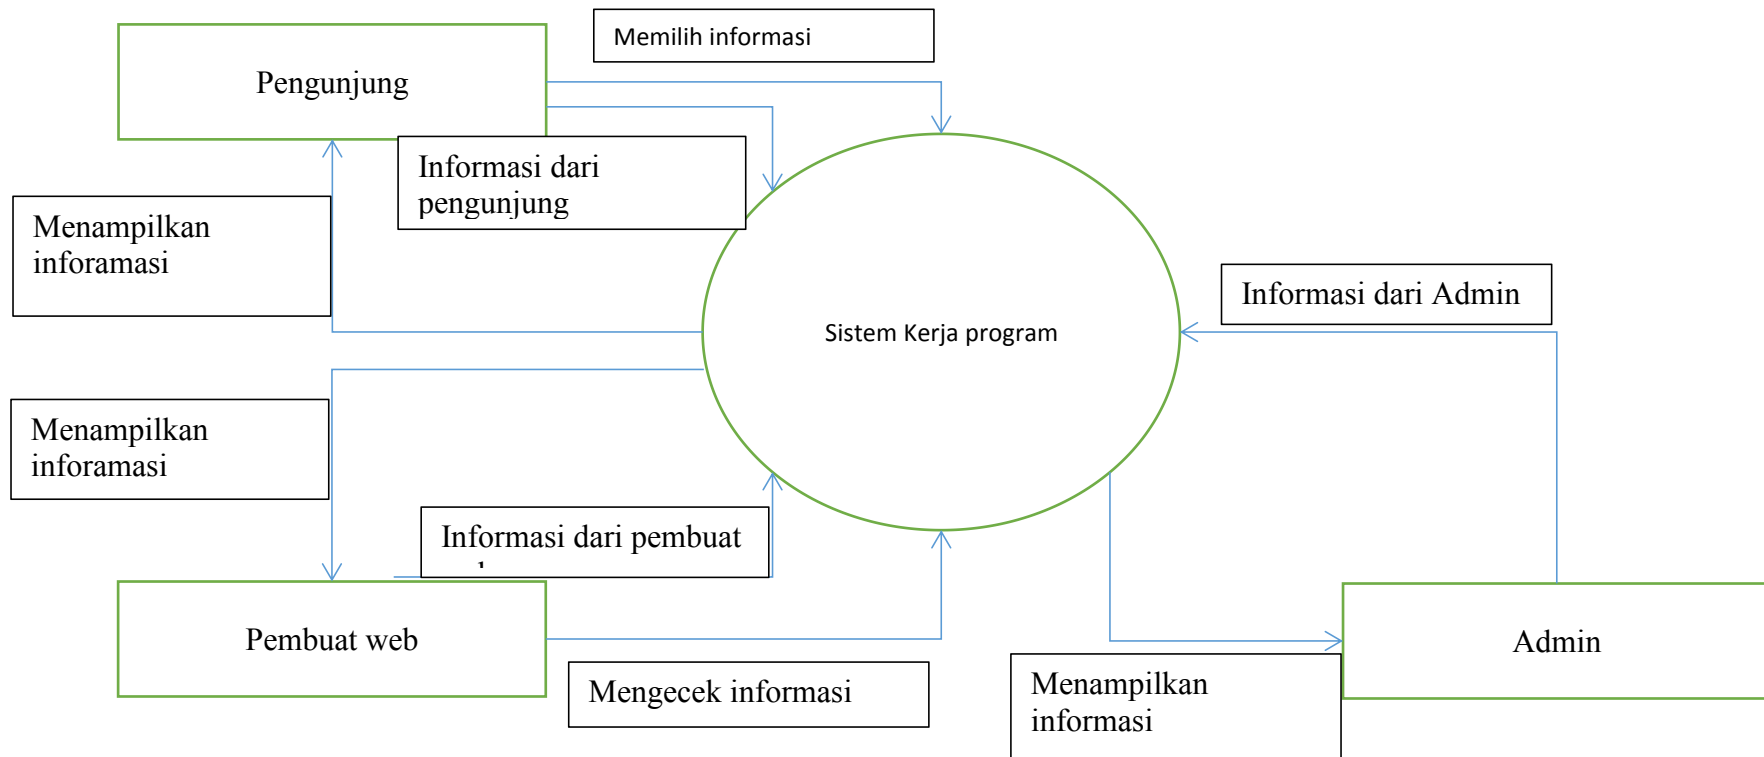 Memilih informasi
Pengunjung
Informasi dari
pengunjung
Menampilkan
inforamasi
Informasi dari Admin
Sistem Kerja program
Menampilkan
inforamasi
Informasi dari pembuat
Pembuat web
Admin
Mengecek informasi
Menampilkan
informasi